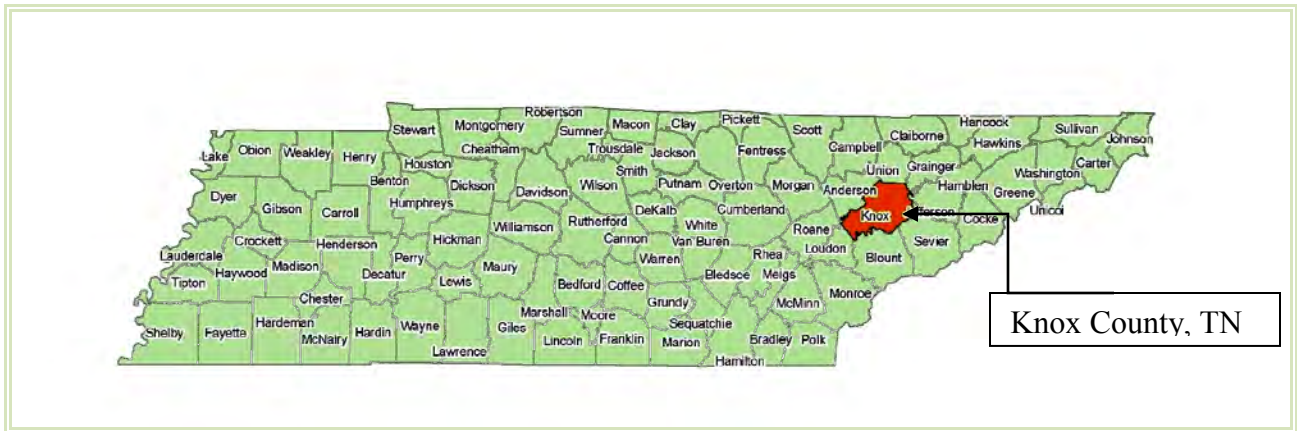 Robertson
Stewart Montgomery Sumner Macon Clay Pickett Scott Claiborne Hancock Sullivan Johnson
Lake Obion Weakley Henry Houston Cheatham Trousdale Jackson Fentress Campbell Hawkins Carter
Union Grainger Washington
Dyer Benton Dickson Davidson Wilson Smith Putnam Overton Morgan Anderson Hamblen Greene
Gibson Carroll Humphreys Williamson Rutherford DeKalb White Cumberland Roane Knox fferson Cocke Unicoi
Crockett Henderson Hickman Cannon Van Buren Rhea Loudon Blount Sevier
Lauderdale Haywood Madison Decatur Perry Lewis Maury Warren Bledsoe Meigs
Tipton Chester Bedford Coffee Grundy McMinn Monroe
Shelby Fayette Hardeman McNairy Hardin Wayne Lawrence Giles Marshall Moore Lincoln Franklin Marion Sequatchie Hamilton Bradley Polk
Knox County, TN